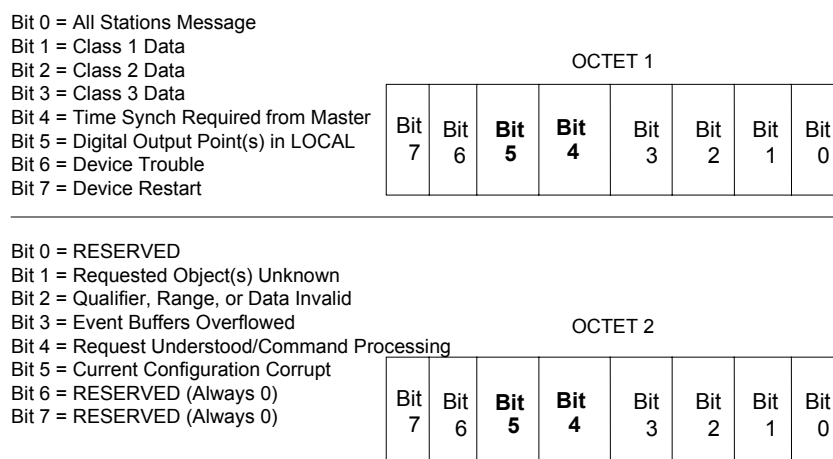 Bit 0 = All Stations Message
Bit 1 = Class 1 Data
Bit 2 = Class 2 Data
Bit 3 = Class 3 Data
Bit 4 = Time Synch Required from Master
Bit 5 = Digital Output Point(s) in LOCAL
Bit 6 = Device Trouble
Bit 7 = Device Restart
OCTET 1
Bit 7 Bit 6 Bit 5 Bit 4 Bit 3 Bit 2 Bit 1 Bit 0
Bit 0 = RESERVED
Bit 1 = Requested Object(s) Unknown
Bit 2 = Qualifier, Range, or Data Invalid
Bit 3 = Event Buffers Overflowed
Bit 4 = Request Understood/Command Processing
Bit 5 = Current Configuration Corrupt
Bit 6 = RESERVED (Always 0)
Bit 7 = RESERVED (Always 0)
OCTET 2
Bit 7 Bit 6 Bit 5 Bit 4 Bit 3 Bit 2 Bit 1 Bit 0